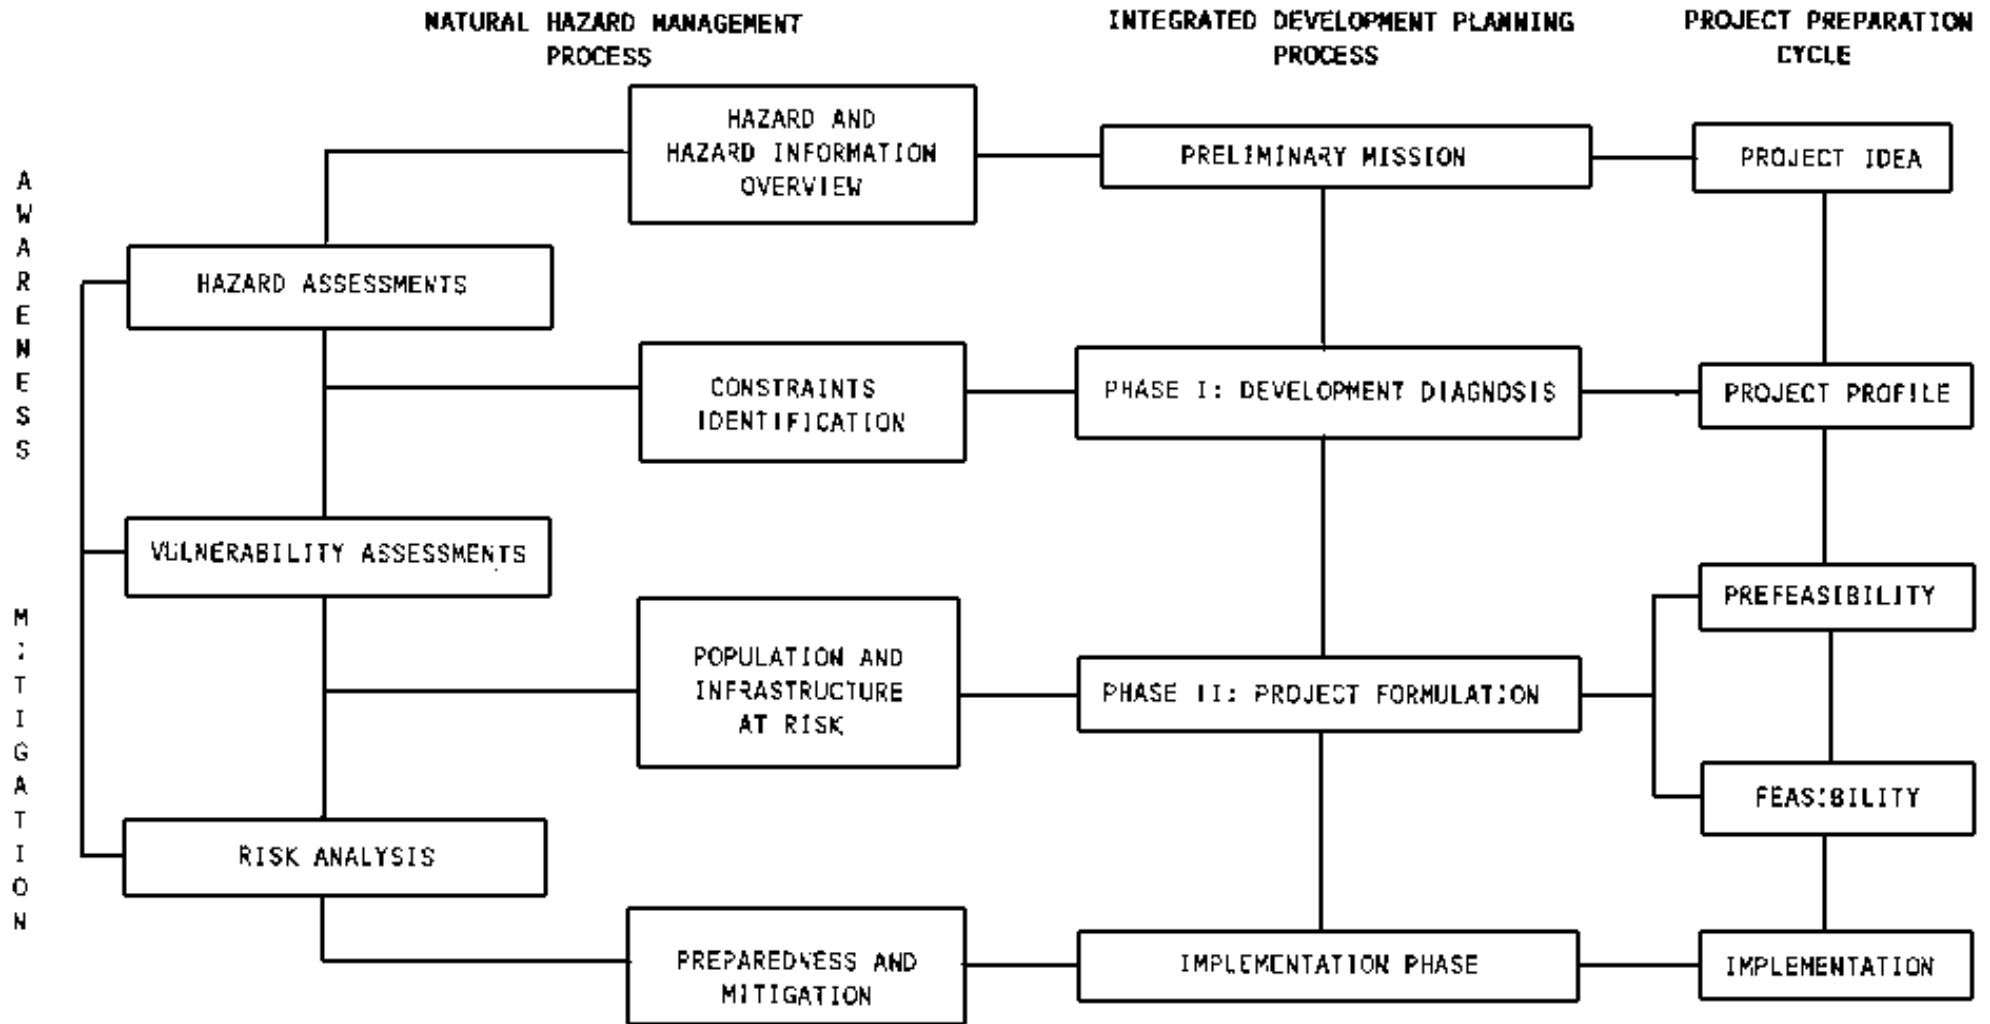 NATURAL HAZARD MANAGEMENT
PROCESS
INTEGRATED DEVELOPMENT PLANNING
PROCESS
PROJECT PREPARATION
CYCLE
AWARENESS
MITIGATION
HAZARD AND
HAZARD INFORMATION
OVERVIEW
PRELIMINARY MISSION
PROJECT IDEA
HAZARD ASSESSMENTS
CONSTRAINTS
IDENTIFICATION
PHASE I: DEVELOPMENT DIAGNOSIS
PROJECT PROFILE
VULNERABILITY ASSESSMENTS
PREFEASIBILITY
POPULATION AND
INFRASTRUCTURE
AT RISK
PHASE II: PROJECT FORMULATION
FEASIBILITY
RISK ANALYSIS
PREPAREDNESS AND
MITIGATION
IMPLEMENTATION PHASE
IMPLEMENTATION